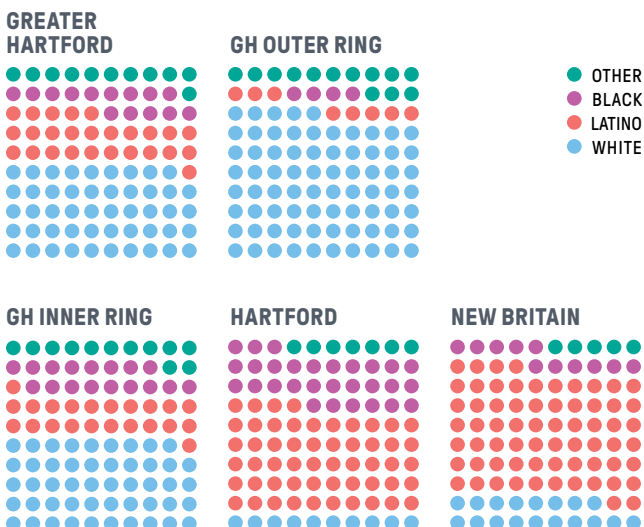 GREATER
HARTFORD
GH OUTER RING
OTHER
BLACK
LATINO
WHITE
GH INNER RING
HARTFORD
NEW BRITAIN